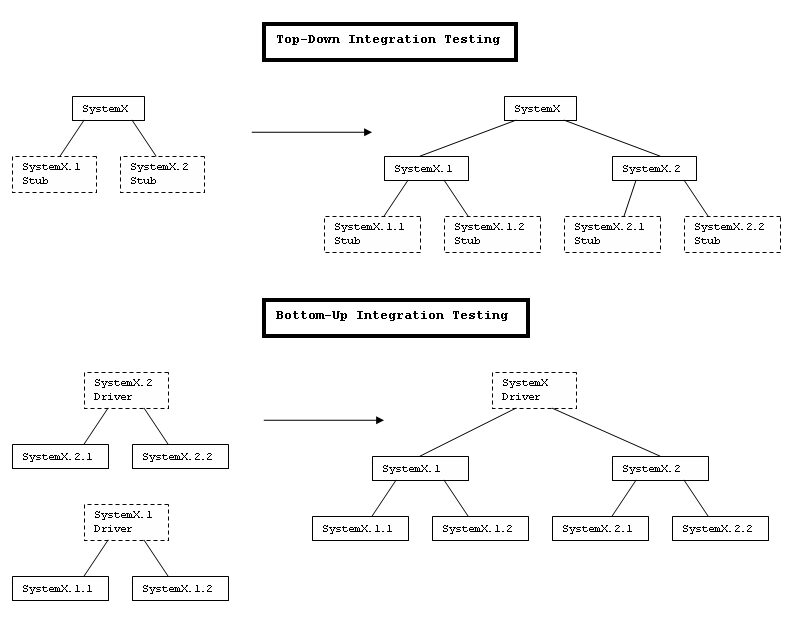 Top-Down Integration Testing
SystemX
SystemX
SystemX.1
Stub
SystemX.2
Stub
SystemX.1
SystemX.2
SystemX.1.1
Stub
SystemX.1.2
Stub
SystemX.2.1
Stub
SystemX.2.2
Stub
Bottom-Up Integration Testing
SystemX.2
Driver
SystemX
Driver
SystemX.2.1
SystemX.2.2
SystemX.1
SystemX.2
SystemX.1
Driver
SystemX.1.1
SystemX.1.2
SystemX.2.1
SystemX.2.2
SystemX.1.1
SystemX.1.2